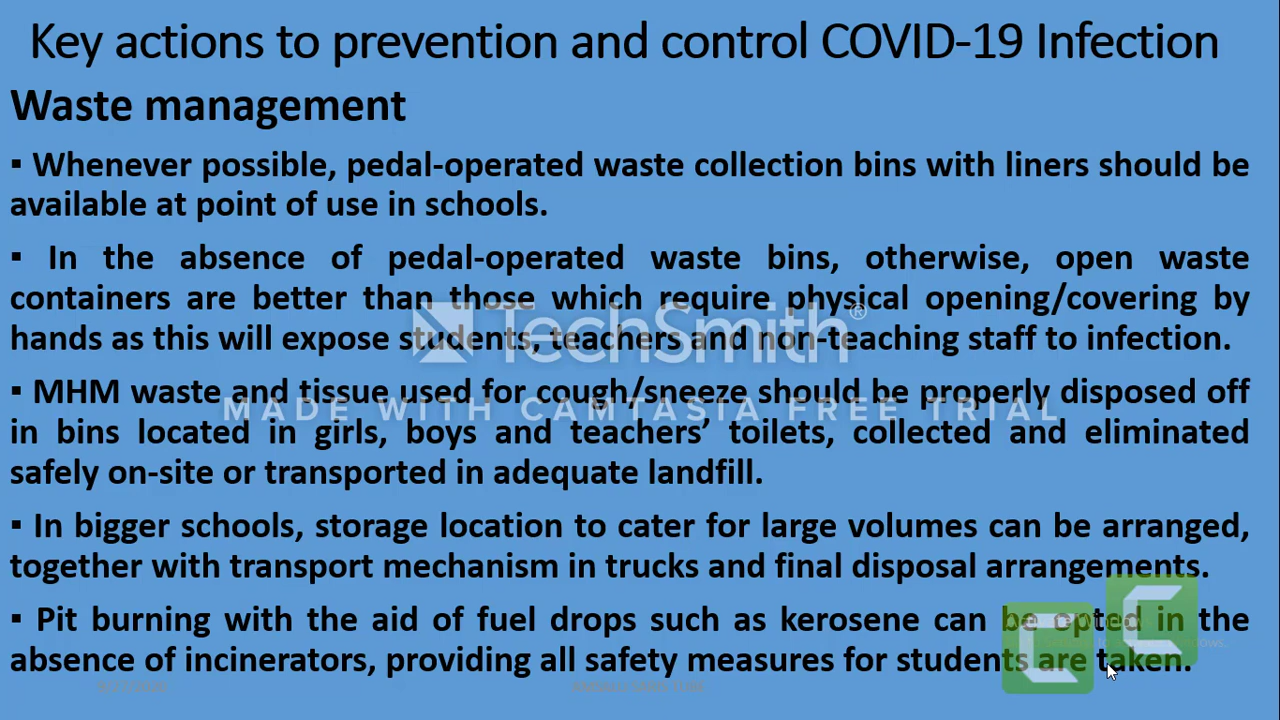 Key actions to prevention and control COVID-19 Infection
Waste management
▪ Whenever possible, pedal-operated waste collection bins with liners should be
available at point of use in schools.
▪ In the absence of pedal-operated waste bins, otherwise, open waste
containers are better than those which require physical opening/covering by
hands as this will expose students, teachers and non-teaching staff to infection.
TechSmith®
▪ MHM waste and tissue used for cough/sneeze should be properly disposed off
MADE WITH CAMTASIA FREE TRIAL
in bins located in girls, boys and teachers’ toilets, collected and eliminated
safely on-site or transported in adequate landfill.
▪ In bigger schools, storage location to cater for large volumes can be arranged,
together with transport mechanism in trucks and final disposal arrangements.
▪ Pit burning with the aid of fuel drops such as kerosene can be opted in the
absence of incinerators, providing all safety measures for students are taken.